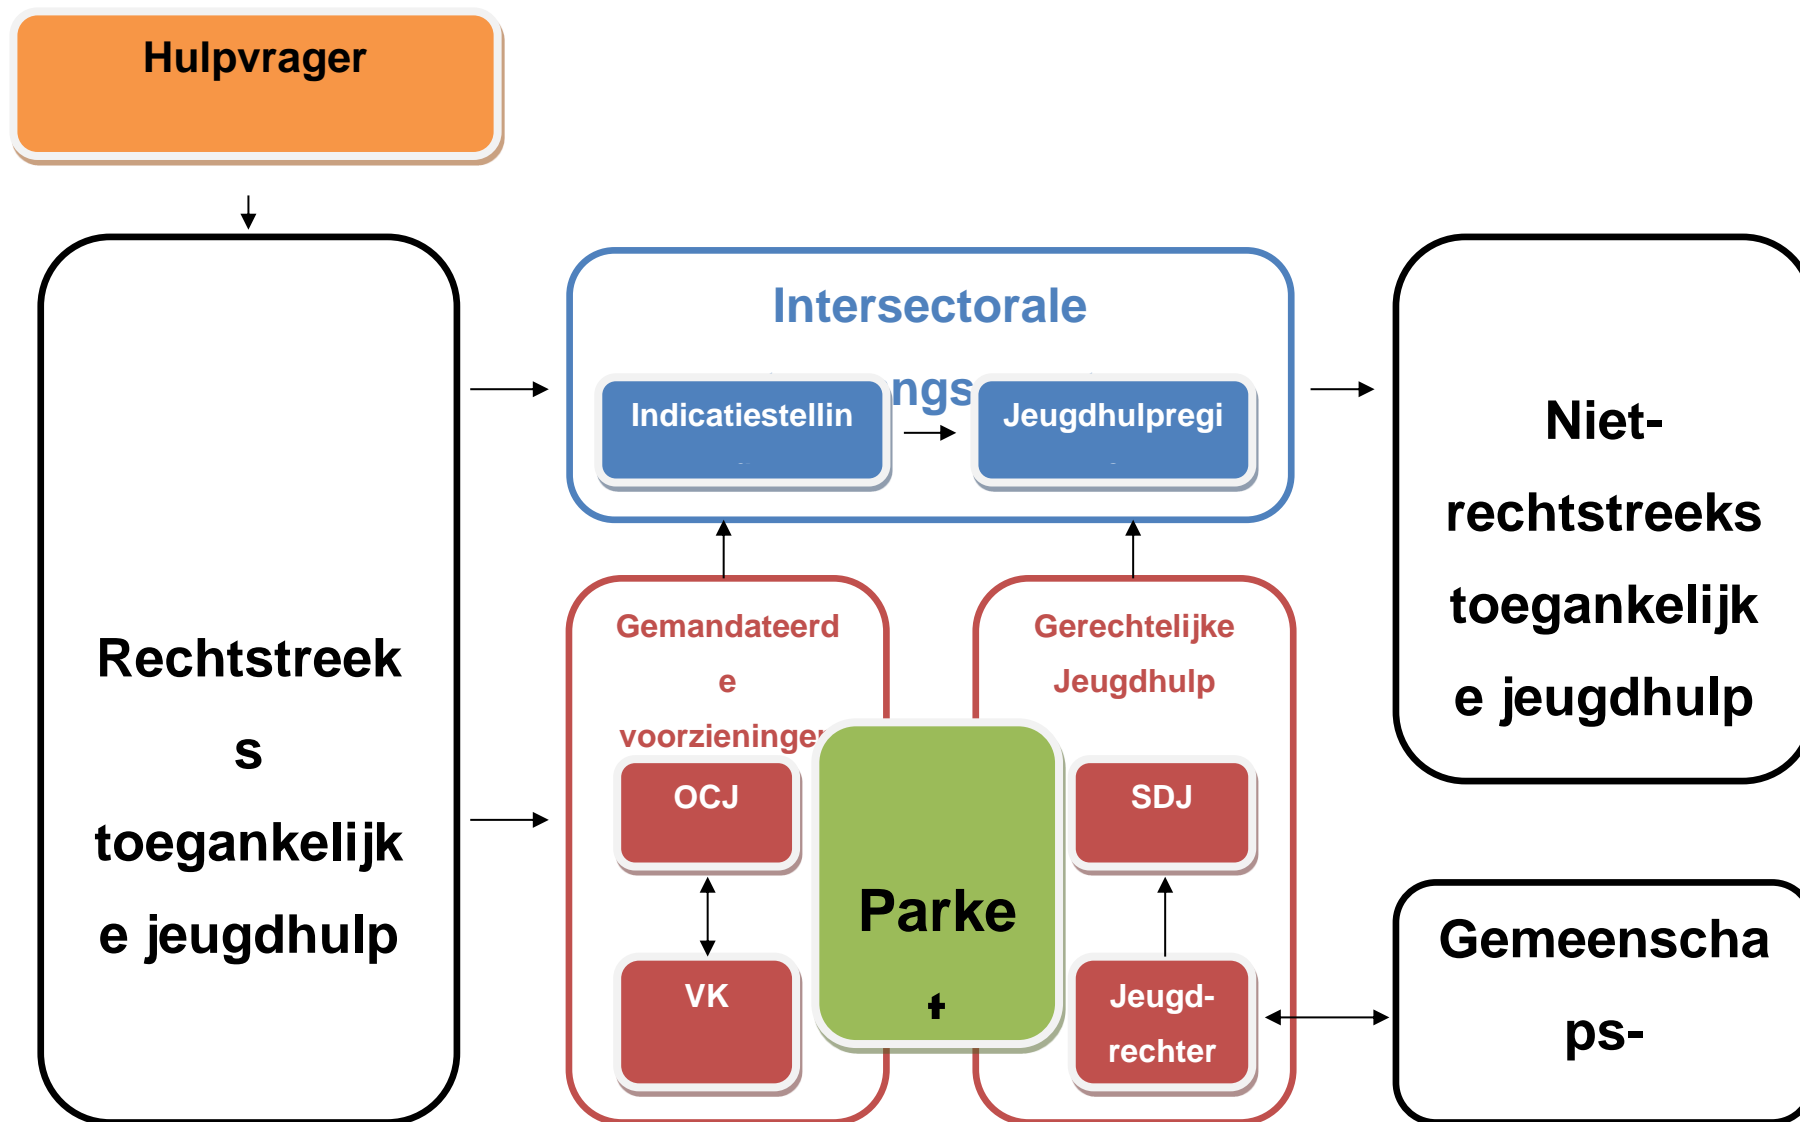 Hulpvrager
Rechtstreek
s
toegankelijk
e jeugdhulp
Intersectorale
ngs
Indicatiestellin
Jeugdhulpregi
Gemandateerd
e
voorzieningen
OCJ
VK
Parke
t
Gerechtelijke
Jeugdhulp
SDJ
Jeugd-
rechter
Niet-
rechtstreeks
toegankelijk
e jeugdhulp
Gemeenscha
ps-